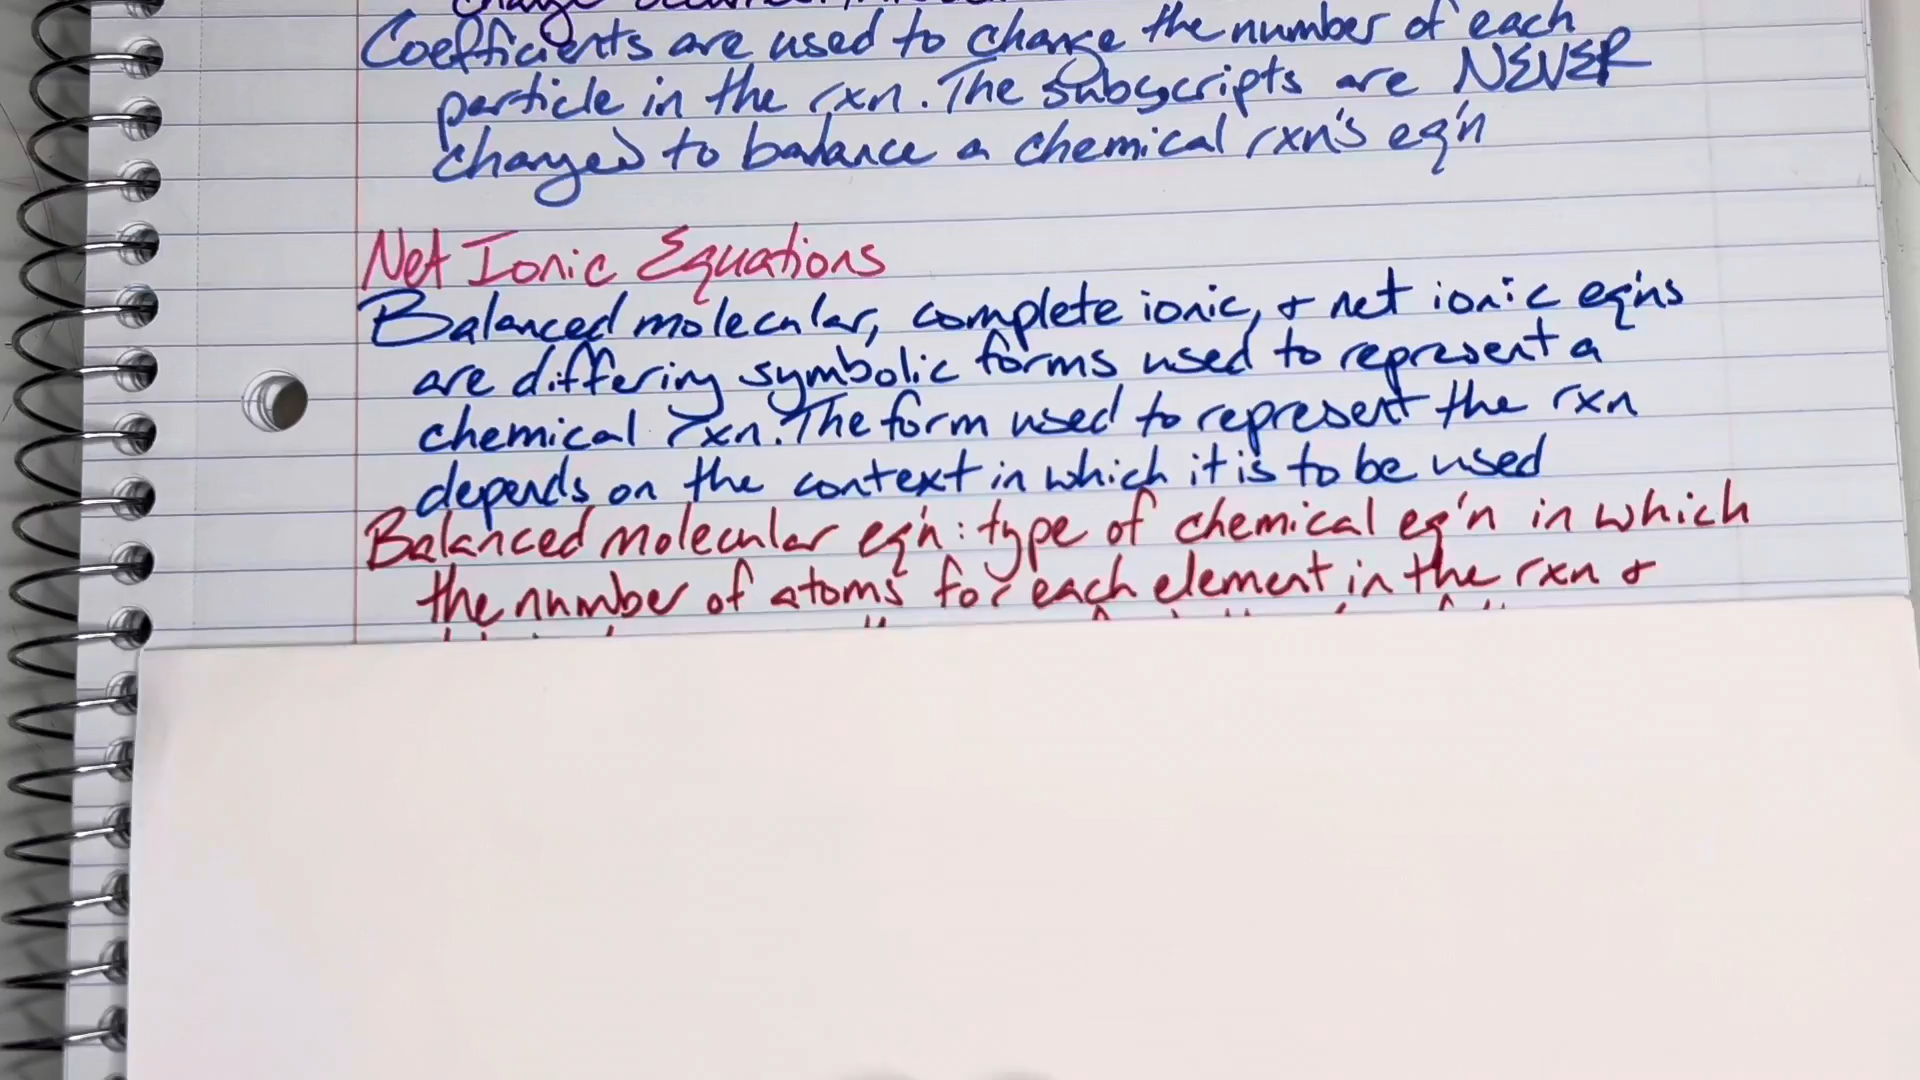 Coefficients are used to change the number of each
particle in the rxn. The subscripts are NEVER
changed to balance a chemical rxn's eq'n
Net Ionic Equations
Balanced molecular, complete ionic, & net ionic eq'ns
are differing symbolic forms used to represent a
chemical rxn. The form used to represent the rxn
depends on the context in which it is to be used
Balanced molecular eq'n: type of chemical eq'n in which
the number of atoms for each element in the rxn &